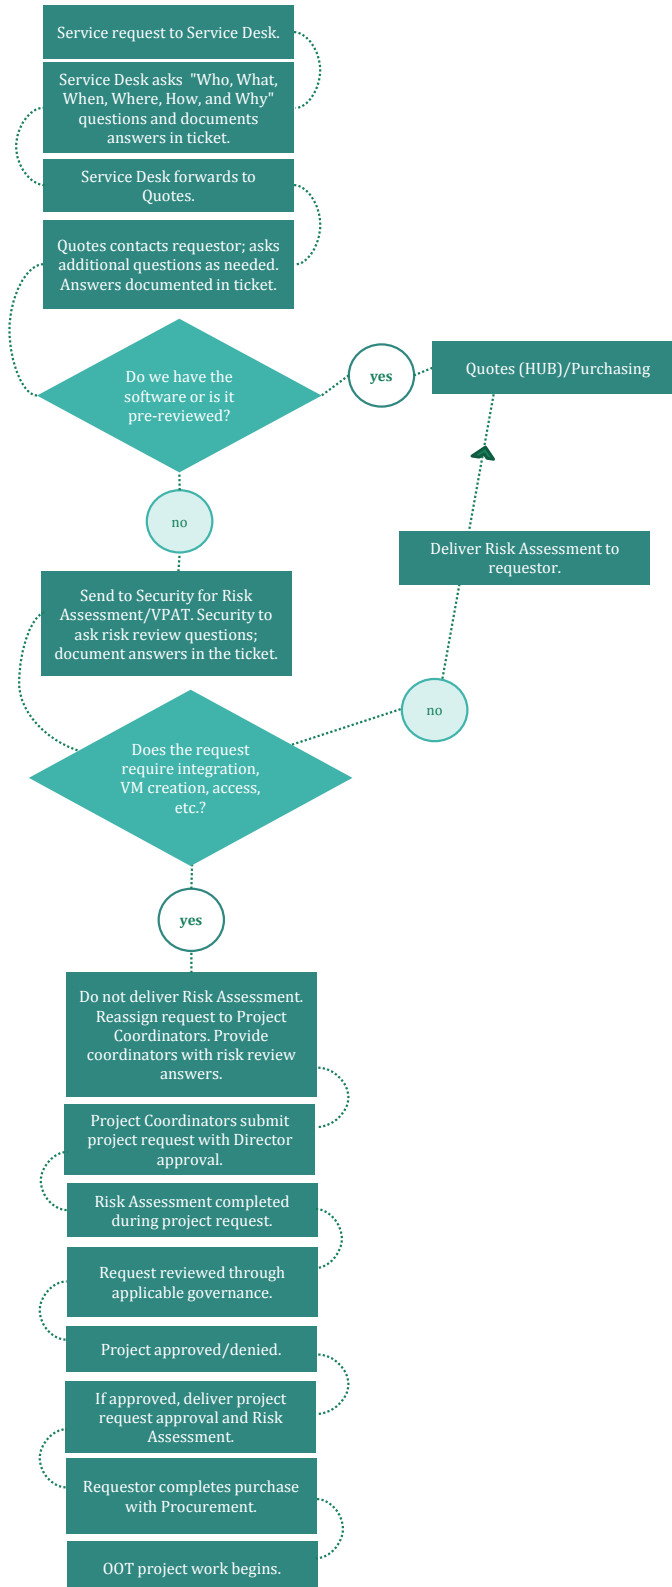 Service request to Service Desk.
Service Desk asks  "Who, What,
When, Where, How, and Why"
questions and documents
answers in ticket.
Service Desk forwards to
Quotes.
Quotes contacts requestor; asks
additional questions as needed.
Answers documented in ticket.
Do we have the
software or is it
pre-reviewed?
yes
Quotes (HUB)/Purchasing
no
Deliver Risk Assessment to
requestor.
Send to Security for Risk
Assessment/VPAT. Security to
ask risk review questions;
document answers in the ticket.
no
Does the request
require integration,
VM creation, access,
etc.?
yes
Do not deliver Risk Assessment.
Reassign request to Project
Coordinators. Provide
coordinators with risk review
answers.
Project Coordinators submit
project request with Director
approval.
Risk Assessment completed
during project request.
Request reviewed through
applicable governance.
Project approved/denied.
If approved, deliver project
request approval and Risk
Assessment.
Requestor completes purchase
with Procurement.
OOT project work begins.